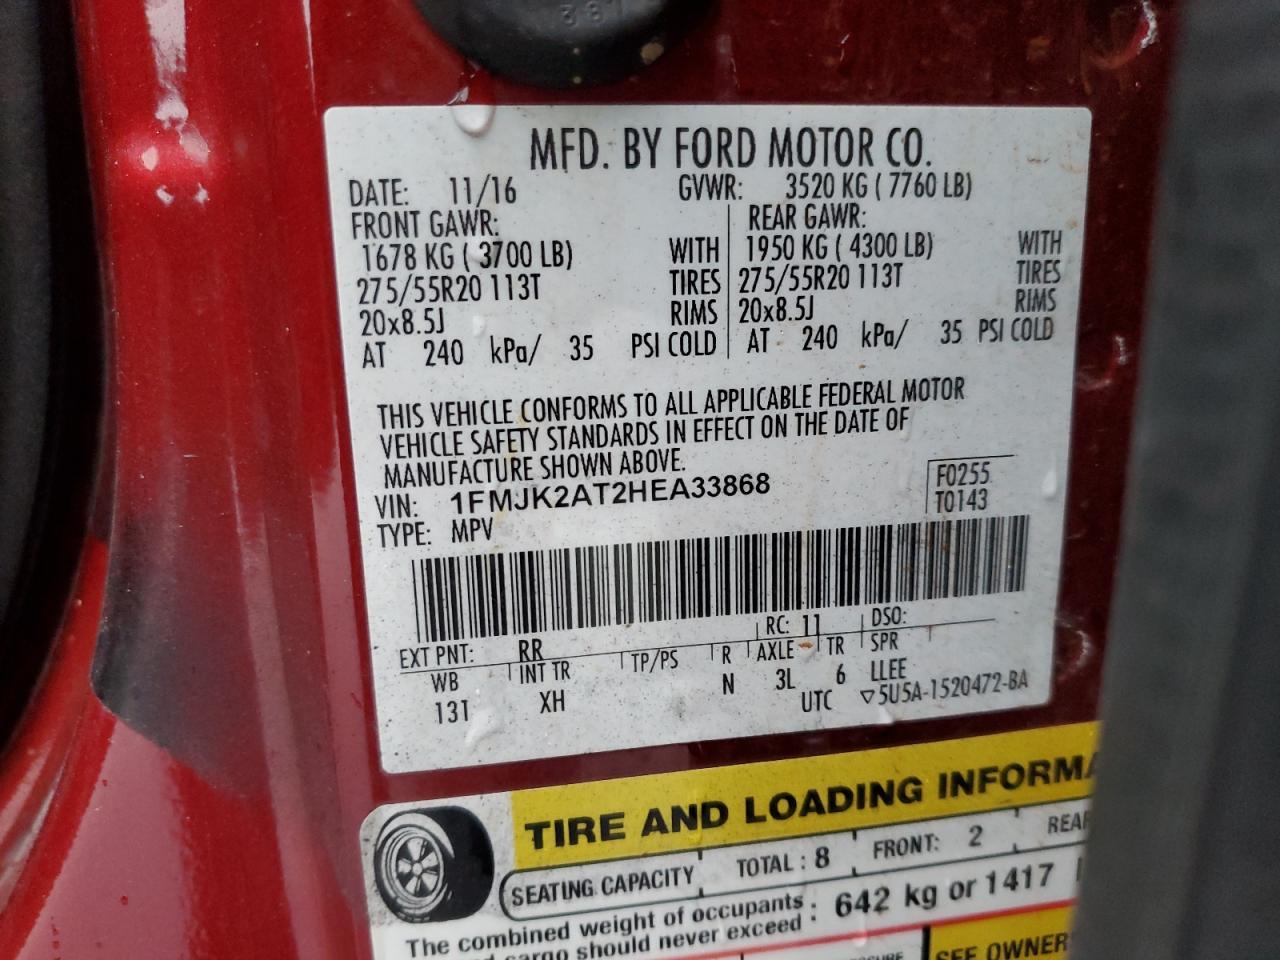 MFD. BY FORD MOTOR CO.
DATE: 11/16 GVWR: 3520 KG ( 7760 LB)
FRONT GAWR: REAR GAWR:
1678 KG ( 3700 LB) WITH 1950 KG ( 4300 LB) WITH
275/55R20 113T TIRES 275/55R20 113T TIRES
20x8.5J RIMS 20x8.5J RIMS
AT 240 kPa/ 35 PSI COLD AT 240 kPa/ 35 PSI COLD
THIS VEHICLE CONFORMS TO ALL APPLICABLE FEDERAL MOTOR
VEHICLE SAFETY STANDARDS IN EFFECT ON THE DATE OF
MANUFACTURE SHOWN ABOVE.
VIN: 1FMJK2AT2HEA33868 F0255
TYPE: MPV T0143
EXT PNT: RR RC: 11 DSO:
WB INT TR TP/PS R AXLE TR SPR
131 XH N 3L 6 LLEE
UTC ▽5U5A-1520472-BA
TIRE AND LOADING INFORMA
SEATING CAPACITY TOTAL : 8 FRONT: 2 REAR
The combined weight of occupants : 642 kg or 1417
cargo should never exceed :
SEE OWNER